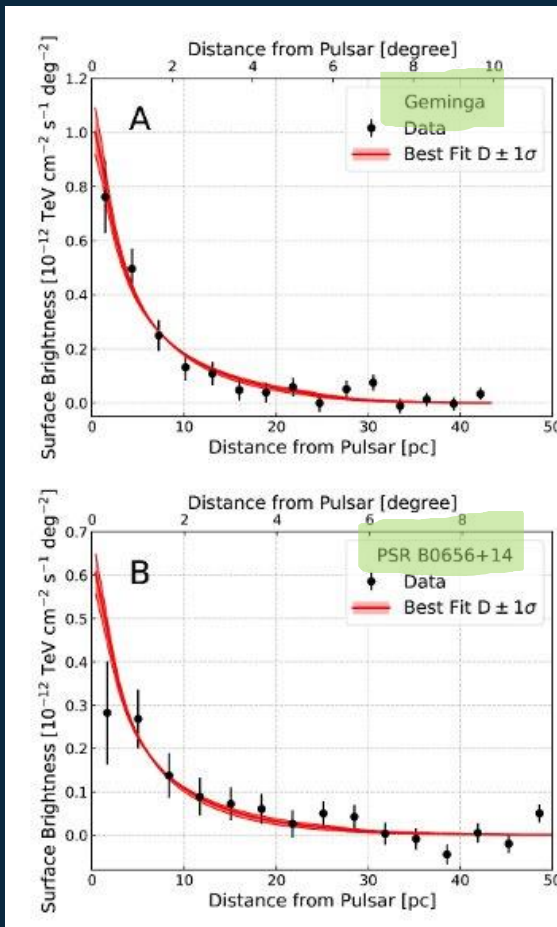 Distance from Pulsar [degree]
0 2 4 6 8 10
Surface Brightness [10⁻¹² TeV cm⁻² s⁻¹ deg⁻²]
1.2
1.0
0.8
0.6
0.4
0.2
0.0
A
Geminga
Data
Best Fit D ± 1σ
0 10 20 30 40 50
Distance from Pulsar [pc]
Distance from Pulsar [degree]
0 2 4 6 8
Surface Brightness [10⁻¹² TeV cm⁻² s⁻¹ deg⁻²]
0.7
0.6
0.5
0.4
0.3
0.2
0.1
0.0
B
PSR B0656+14
Data
Best Fit D ± 1σ
0 10 20 30 40 50
Distance from Pulsar [pc]